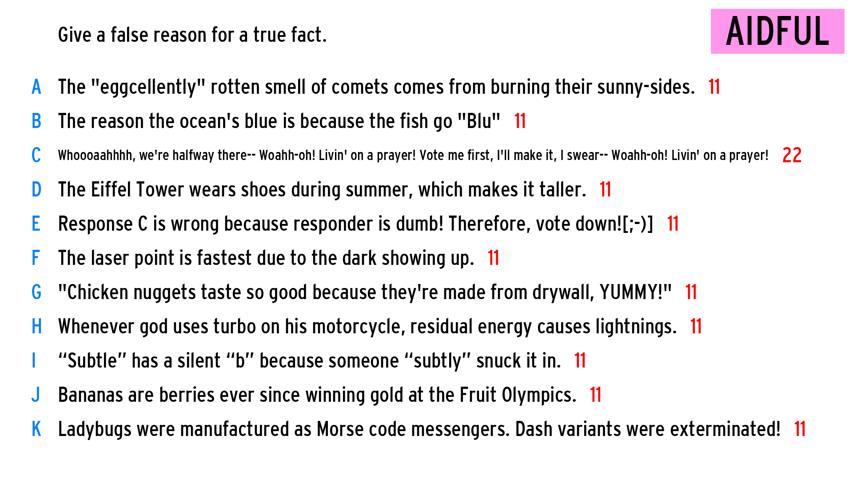 Give a false reason for a true fact.
AIDFUL
A The "eggcellently" rotten smell of comets comes from burning their sunny-sides. 11
B The reason the ocean's blue is because the fish go "Blu" 11
C Whoooaahhhh, we're halfway there-- Woahh-oh! Livin' on a prayer! Vote me first, I'll make it, I swear-- Woahh-oh! Livin' on a prayer! 22
D The Eiffel Tower wears shoes during summer, which makes it taller. 11
E Response C is wrong because responder is dumb! Therefore, vote down![;-)] 11
F The laser point is fastest due to the dark showing up. 11
G "Chicken nuggets taste so good because they're made from drywall, YUMMY!" 11
H Whenever god uses turbo on his motorcycle, residual energy causes lightnings. 11
I “Subtle” has a silent “b” because someone “subtly” snuck it in. 11
J Bananas are berries ever since winning gold at the Fruit Olympics. 11
K Ladybugs were manufactured as Morse code messengers. Dash variants were exterminated! 11